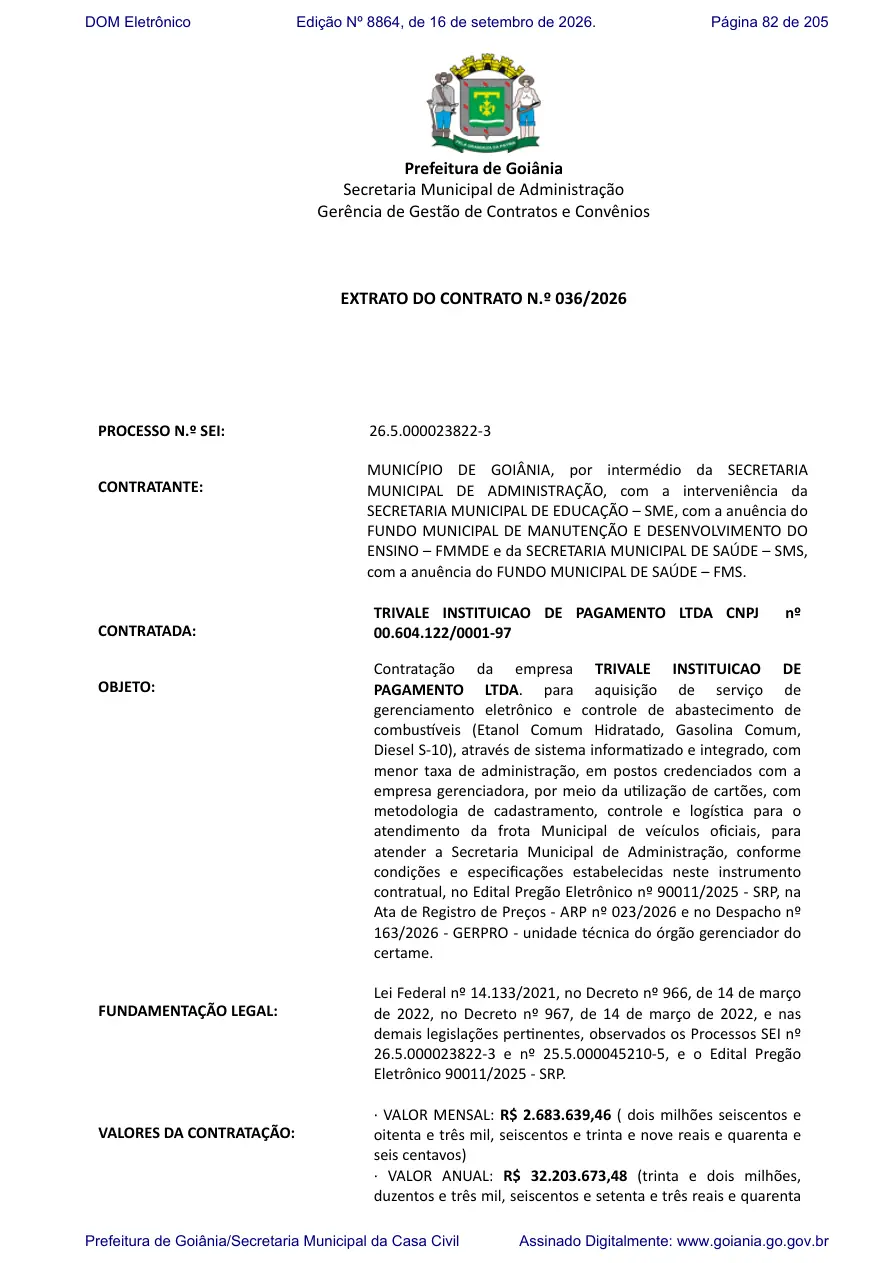 DOM Eletrônico Edição Nº 8864, de 16 de setembro de 2026. Página 82 de 205
PELA GRANDEZA DA PÁTRIA
Prefeitura de Goiânia
Secretaria Municipal de Administração
Gerência de Gestão de Contratos e Convênios
EXTRATO DO CONTRATO N.º 036/2026
PROCESSO N.º SEI: 26.5.000023822-3
CONTRATANTE:
MUNICÍPIO DE GOIÂNIA, por intermédio da SECRETARIA
MUNICIPAL DE ADMINISTRAÇÃO, com a interveniência da
SECRETARIA MUNICIPAL DE EDUCAÇÃO – SME, com a anuência do
FUNDO MUNICIPAL DE MANUTENÇÃO E DESENVOLVIMENTO DO
ENSINO – FMMDE e da SECRETARIA MUNICIPAL DE SAÚDE – SMS,
com a anuência do FUNDO MUNICIPAL DE SAÚDE – FMS.
CONTRATADA:
TRIVALE INSTITUICAO DE PAGAMENTO LTDA CNPJ nº
00.604.122/0001-97
OBJETO:
Contratação da empresa TRIVALE INSTITUICAO DE
PAGAMENTO LTDA. para aquisição de serviço de
gerenciamento eletrônico e controle de abastecimento de
combustíveis (Etanol Comum Hidratado, Gasolina Comum,
Diesel S-10), através de sistema informatizado e integrado, com
menor taxa de administração, em postos credenciados com a
empresa gerenciadora, por meio da utilização de cartões, com
metodologia de cadastramento, controle e logística para o
atendimento da frota Municipal de veículos oficiais, para
atender a Secretaria Municipal de Administração, conforme
condições e especificações estabelecidas neste instrumento
contratual, no Edital Pregão Eletrônico nº 90011/2025 - SRP, na
Ata de Registro de Preços - ARP nº 023/2026 e no Despacho nº
163/2026 - GERPRO - unidade técnica do órgão gerenciador do
certame.
FUNDAMENTAÇÃO LEGAL:
Lei Federal nº 14.133/2021, no Decreto nº 966, de 14 de março
de 2022, no Decreto nº 967, de 14 de março de 2022, e nas
demais legislações pertinentes, observados os Processos SEI nº
26.5.000023822-3 e nº 25.5.000045210-5, e o Edital Pregão
Eletrônico 90011/2025 - SRP.
VALORES DA CONTRATAÇÃO:
· VALOR MENSAL: R$ 2.683.639,46 ( dois milhões seiscentos e
oitenta e três mil, seiscentos e trinta e nove reais e quarenta e
seis centavos)
· VALOR ANUAL: R$ 32.203.673,48 (trinta e dois milhões,
duzentos e três mil, seiscentos e setenta e três reais e quarenta
Prefeitura de Goiânia/Secretaria Municipal da Casa Civil Assinado Digitalmente: www.goiania.go.gov.br